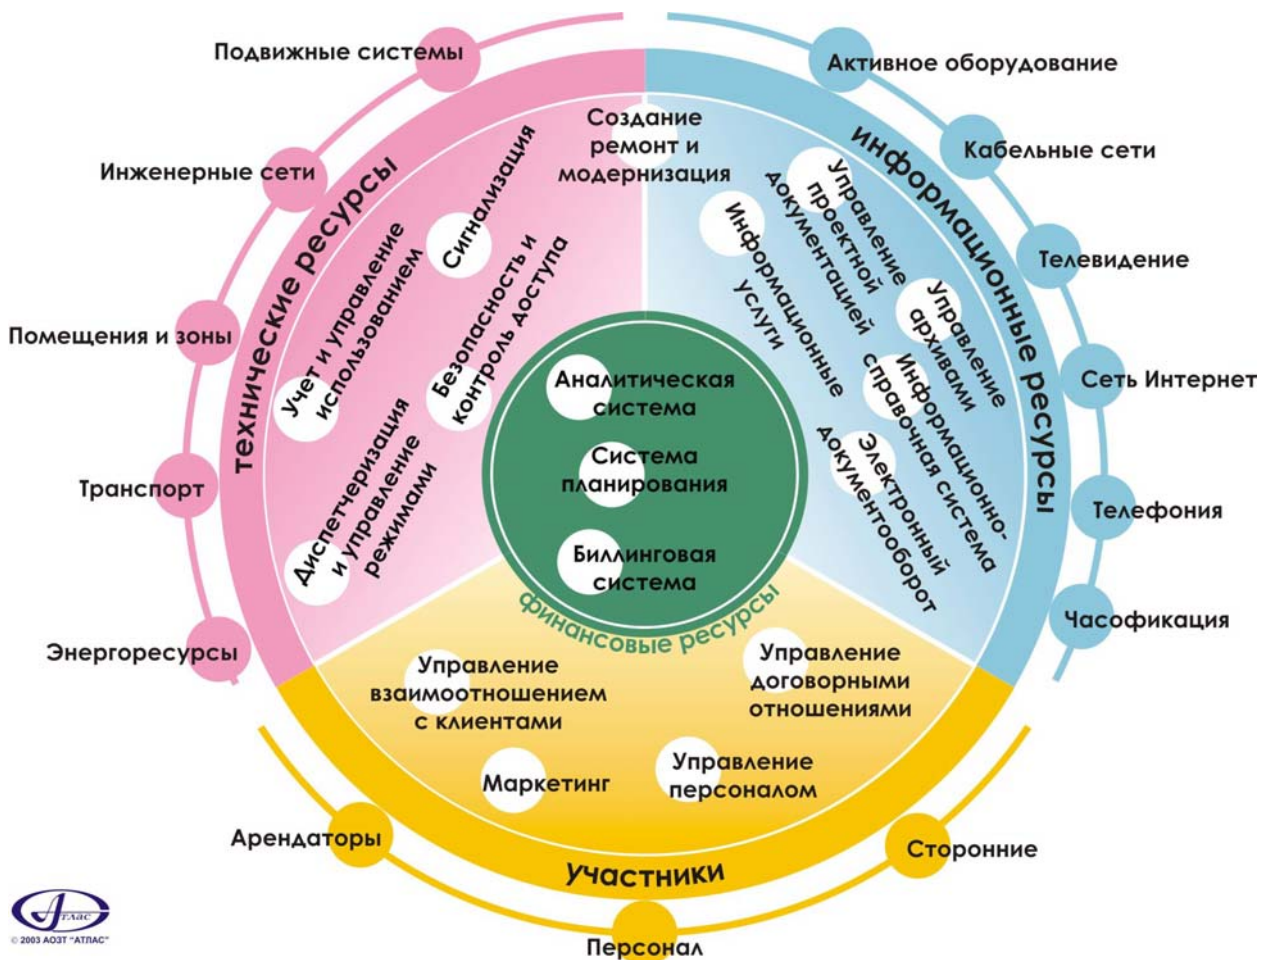 Подвижные системы
Инженерные сети
Помещения и зоны
Транспорт
Энергоресурсы
технические ресурсы
Сигнализация
Учет и управление
использованием
Безопасность и
контроль доступа
Диспетчеризация
и управление
режимами
Создание
ремонт и
модернизация
Активное оборудование
Кабельные сети
Телевидение
Сеть Интернет
Телефония
Часофикация
информационные ресурсы
Управление
проектной
документацией
Информационные
услуги
Управление
архивами
Информационно-
справочная система
Электронный
документооборот
Аналитическая
система
Система
планирования
Биллинговая
система
финансовые ресурсы
Управление
взаимоотношением
с клиентами
Управление
договорными
отношениями
Маркетинг
Управление
персоналом
участники
Арендаторы
Персонал
Сторонние
Атлас
© 2003 АОЗТ "АТЛАС"